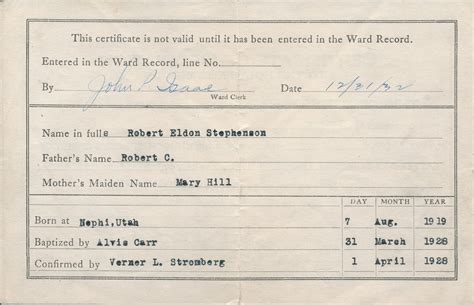 This certificate is not valid until it has been entered in the Ward Record.
Entered in the Ward Record, line No.
By John P. Isaac Date 12/31/32
Ward Clerk
Name in full: Robert Eldon Stephenson
Father's Name Robert C.
Mother's Maiden Name Mary Hill
DAY MONTH YEAR
Born at Nephi, Utah 7 Aug. 1919
Baptized by Alvis Carr 31 March 1928
Confirmed by Verner L. Stromberg 1 April 1928